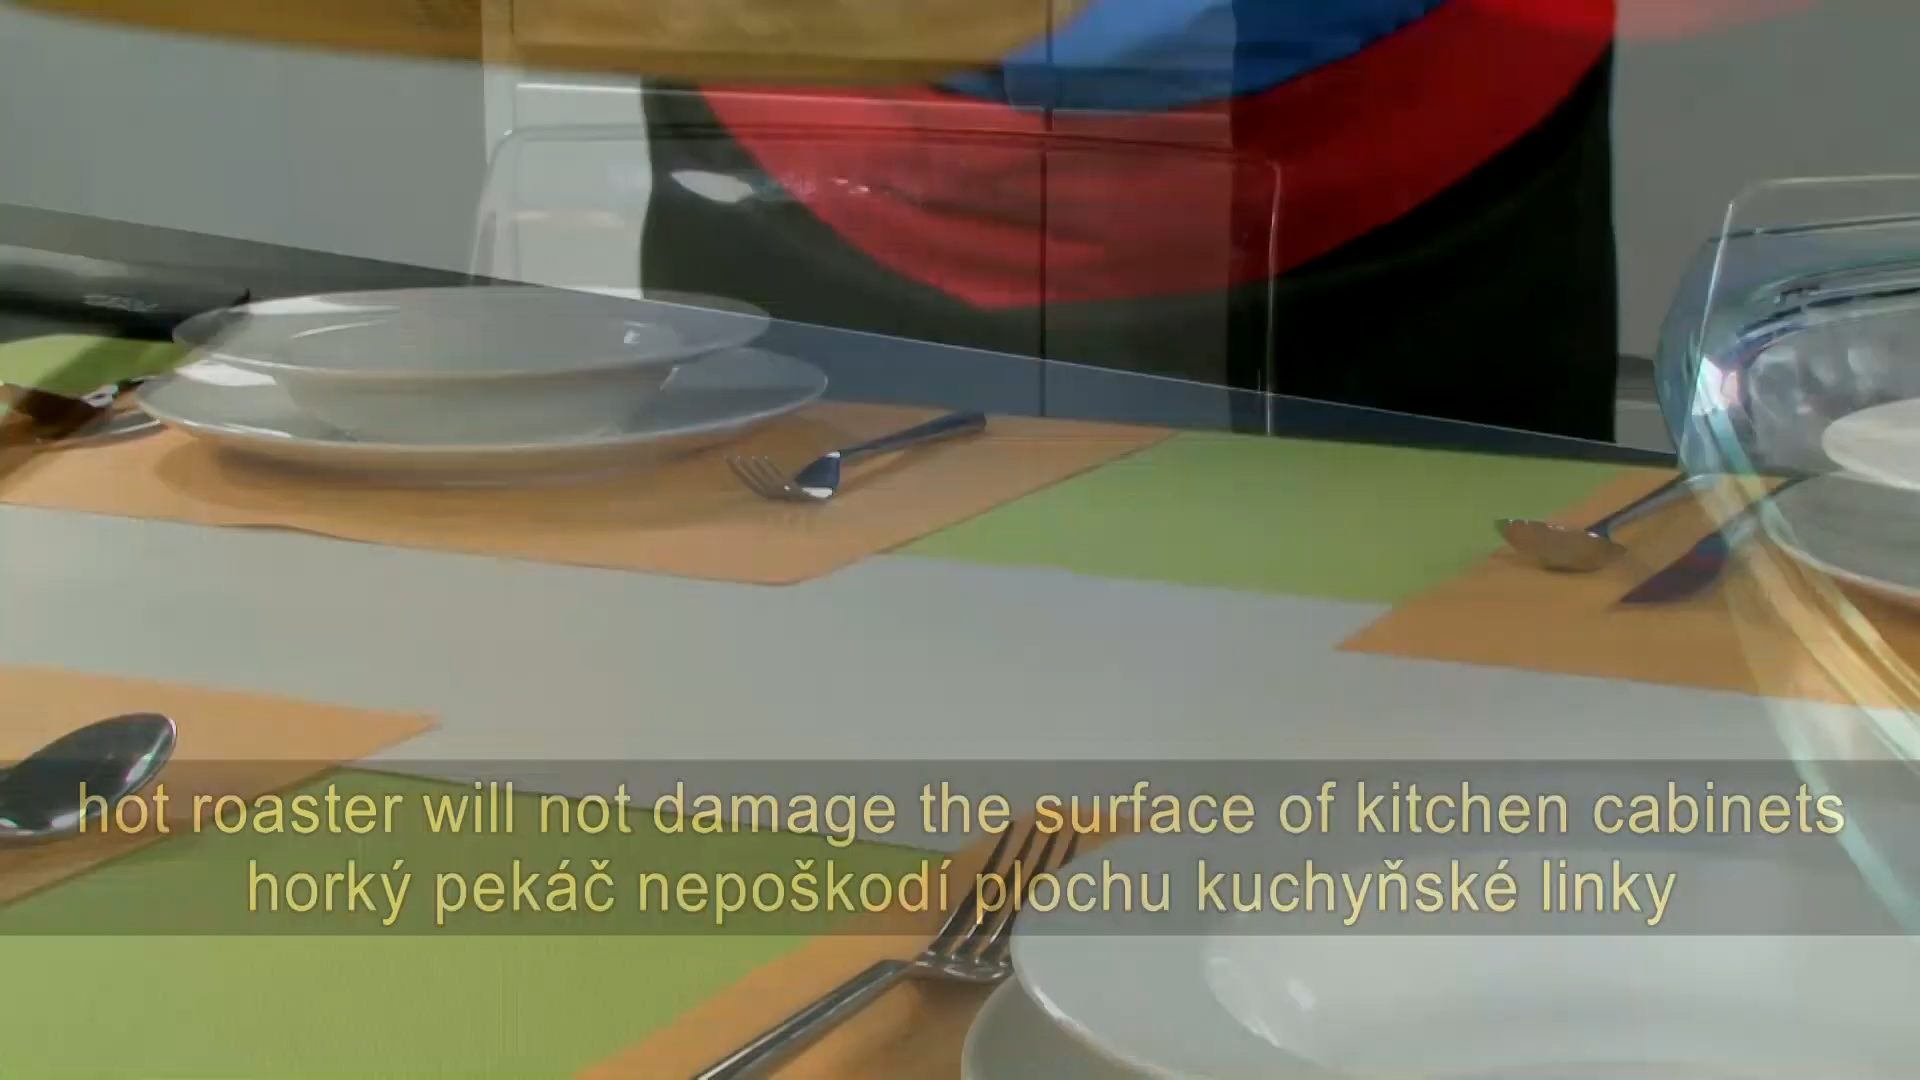 hot roaster will not damage the surface of kitchen cabinets
horký pekáč nepoškodí plochu kuchyňské linky